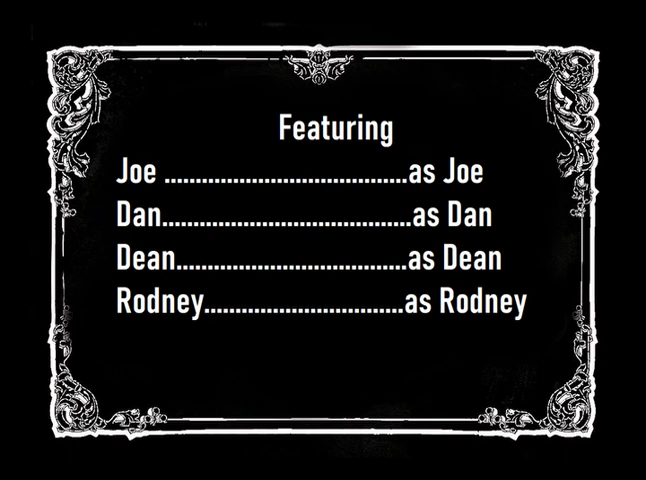 Featuring
Joe .......................................as Joe
Dan........................................as Dan
Dean.....................................as Dean
Rodney................................as Rodney